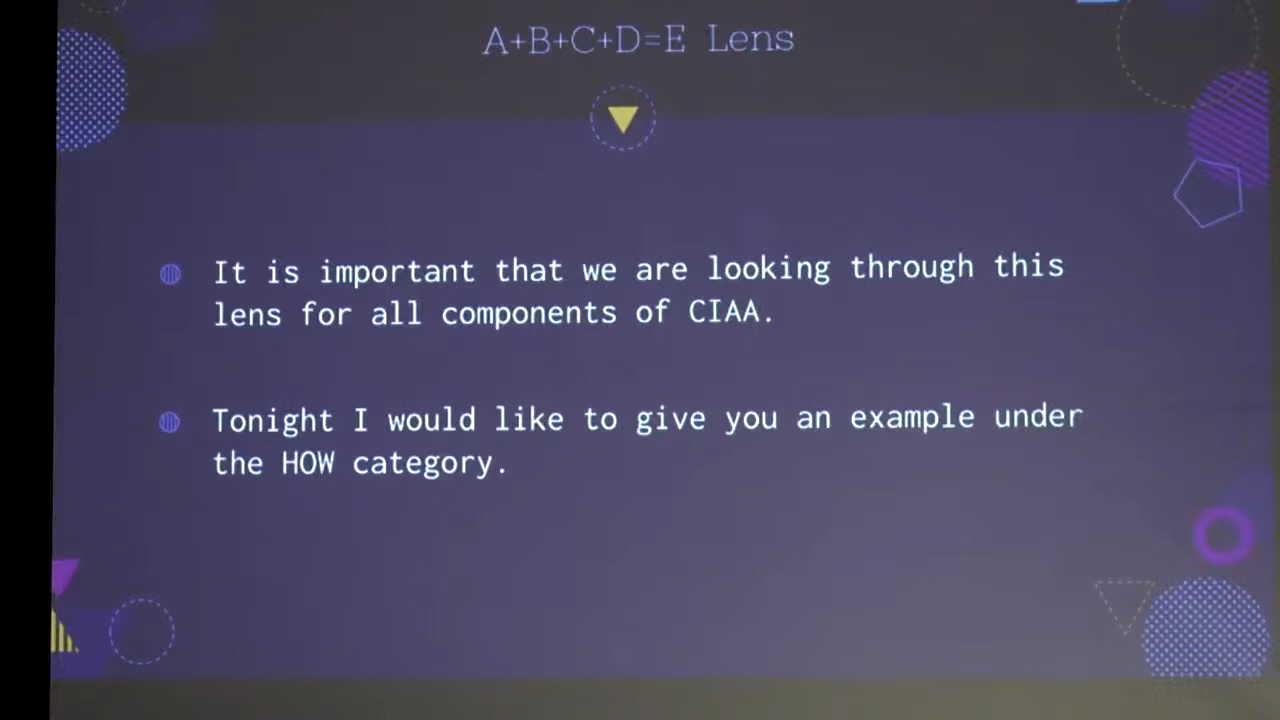 A+B+C+D=E Lens
It is important that we are looking through this
lens for all components of CIAA.
Tonight I would like to give you an example under
the HOW category.